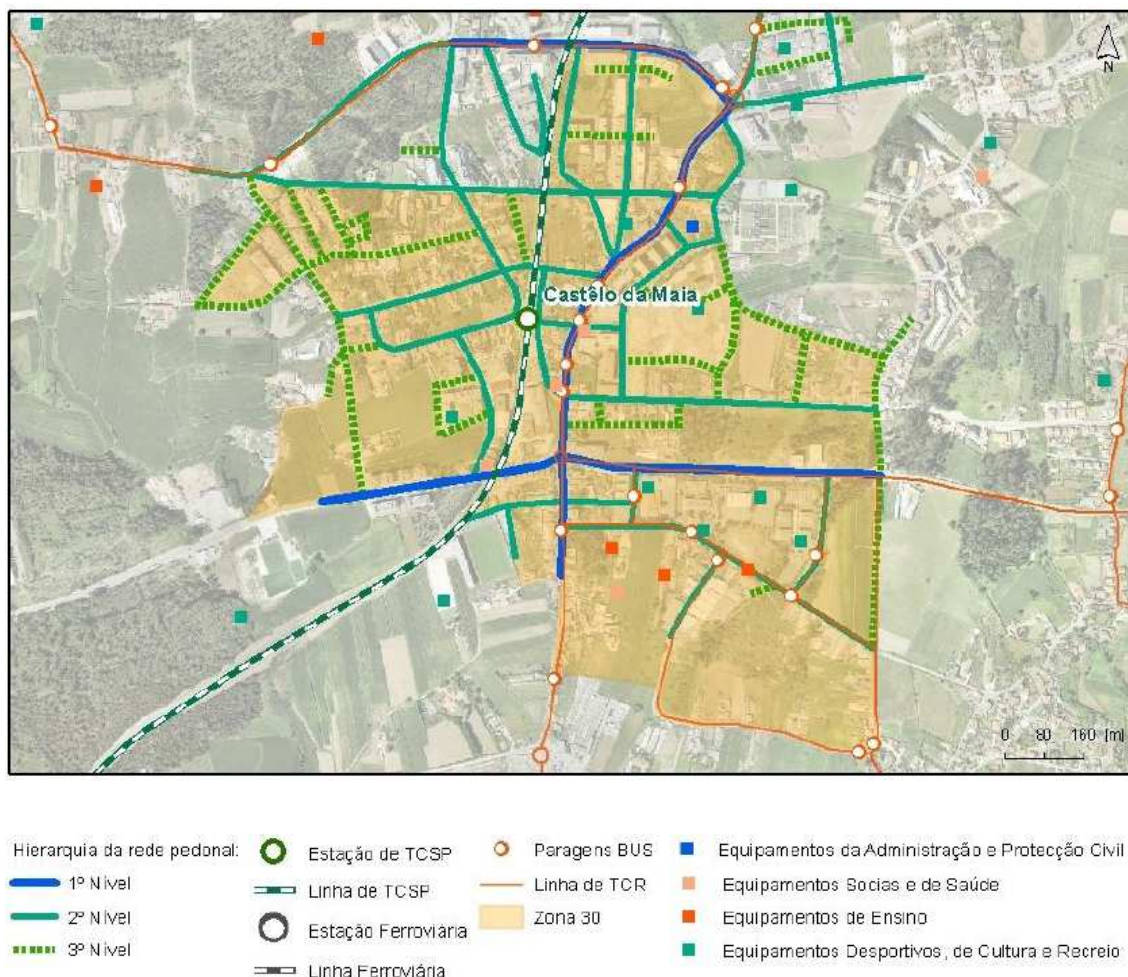 N
Castêlo da Maia
0 80 160 [m]
Hierarquia da rede pedonal:
1º Nível
2º Nível
3º Nível
Estação de TCSP
Linha de TCSP
Estação Ferroviária
Linha Ferroviária
Paragens BUS
Linha de TCR
Zona 30
Equipamentos da Administração e Protecção Civil
Equipamentos Socias e de Saúde
Equipamentos de Ensino
Equipamentos Desportivos, de Cultura e Recreio